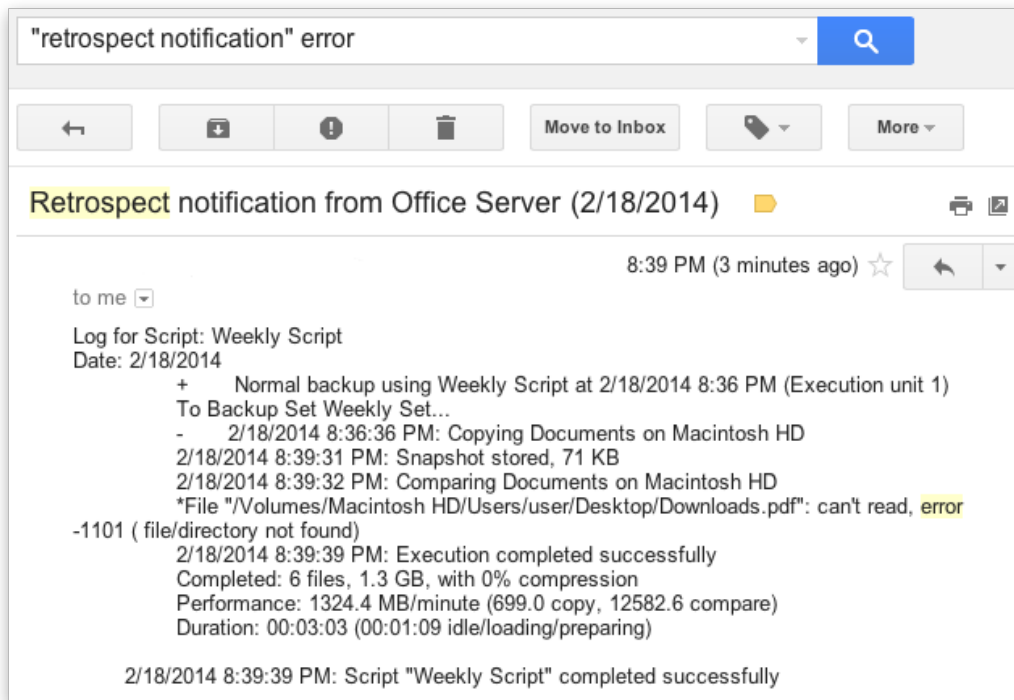 "retrospect notification" error
Move to Inbox
More
Retrospect notification from Office Server (2/18/2014)
8:39 PM (3 minutes ago)
to me
Log for Script: Weekly Script
Date: 2/18/2014
+ Normal backup using Weekly Script at 2/18/2014 8:36 PM (Execution unit 1)
To Backup Set Weekly Set...
- 2/18/2014 8:36:36 PM: Copying Documents on Macintosh HD
2/18/2014 8:39:31 PM: Snapshot stored, 71 KB
2/18/2014 8:39:32 PM: Comparing Documents on Macintosh HD
*File "/Volumes/Macintosh HD/Users/user/Desktop/Downloads.pdf": can't read, error
-1101 ( file/directory not found)
2/18/2014 8:39:39 PM: Execution completed successfully
Completed: 6 files, 1.3 GB, with 0% compression
Performance: 1324.4 MB/minute (699.0 copy, 12582.6 compare)
Duration: 00:03:03 (00:01:09 idle/loading/preparing)
2/18/2014 8:39:39 PM: Script "Weekly Script" completed successfully